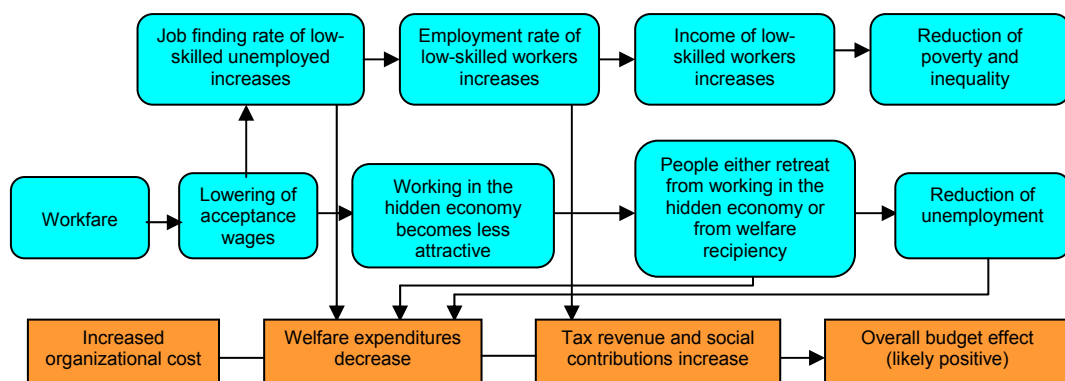 Job finding rate of low-
skilled unemployed
increases
Employment rate of
low-skilled workers
increases
Income of low-
skilled workers
increases
Reduction of
poverty and
inequality
Workfare
Lowering of
acceptance
wages
Working in the
hidden economy
becomes less
attractive
People either retreat
from working in the
hidden economy or
from welfare
recipiency
Reduction of
unemployment
Increased
organizational cost
Welfare expenditures
decrease
Tax revenue and social
contributions increase
Overall budget effect
(likely positive)